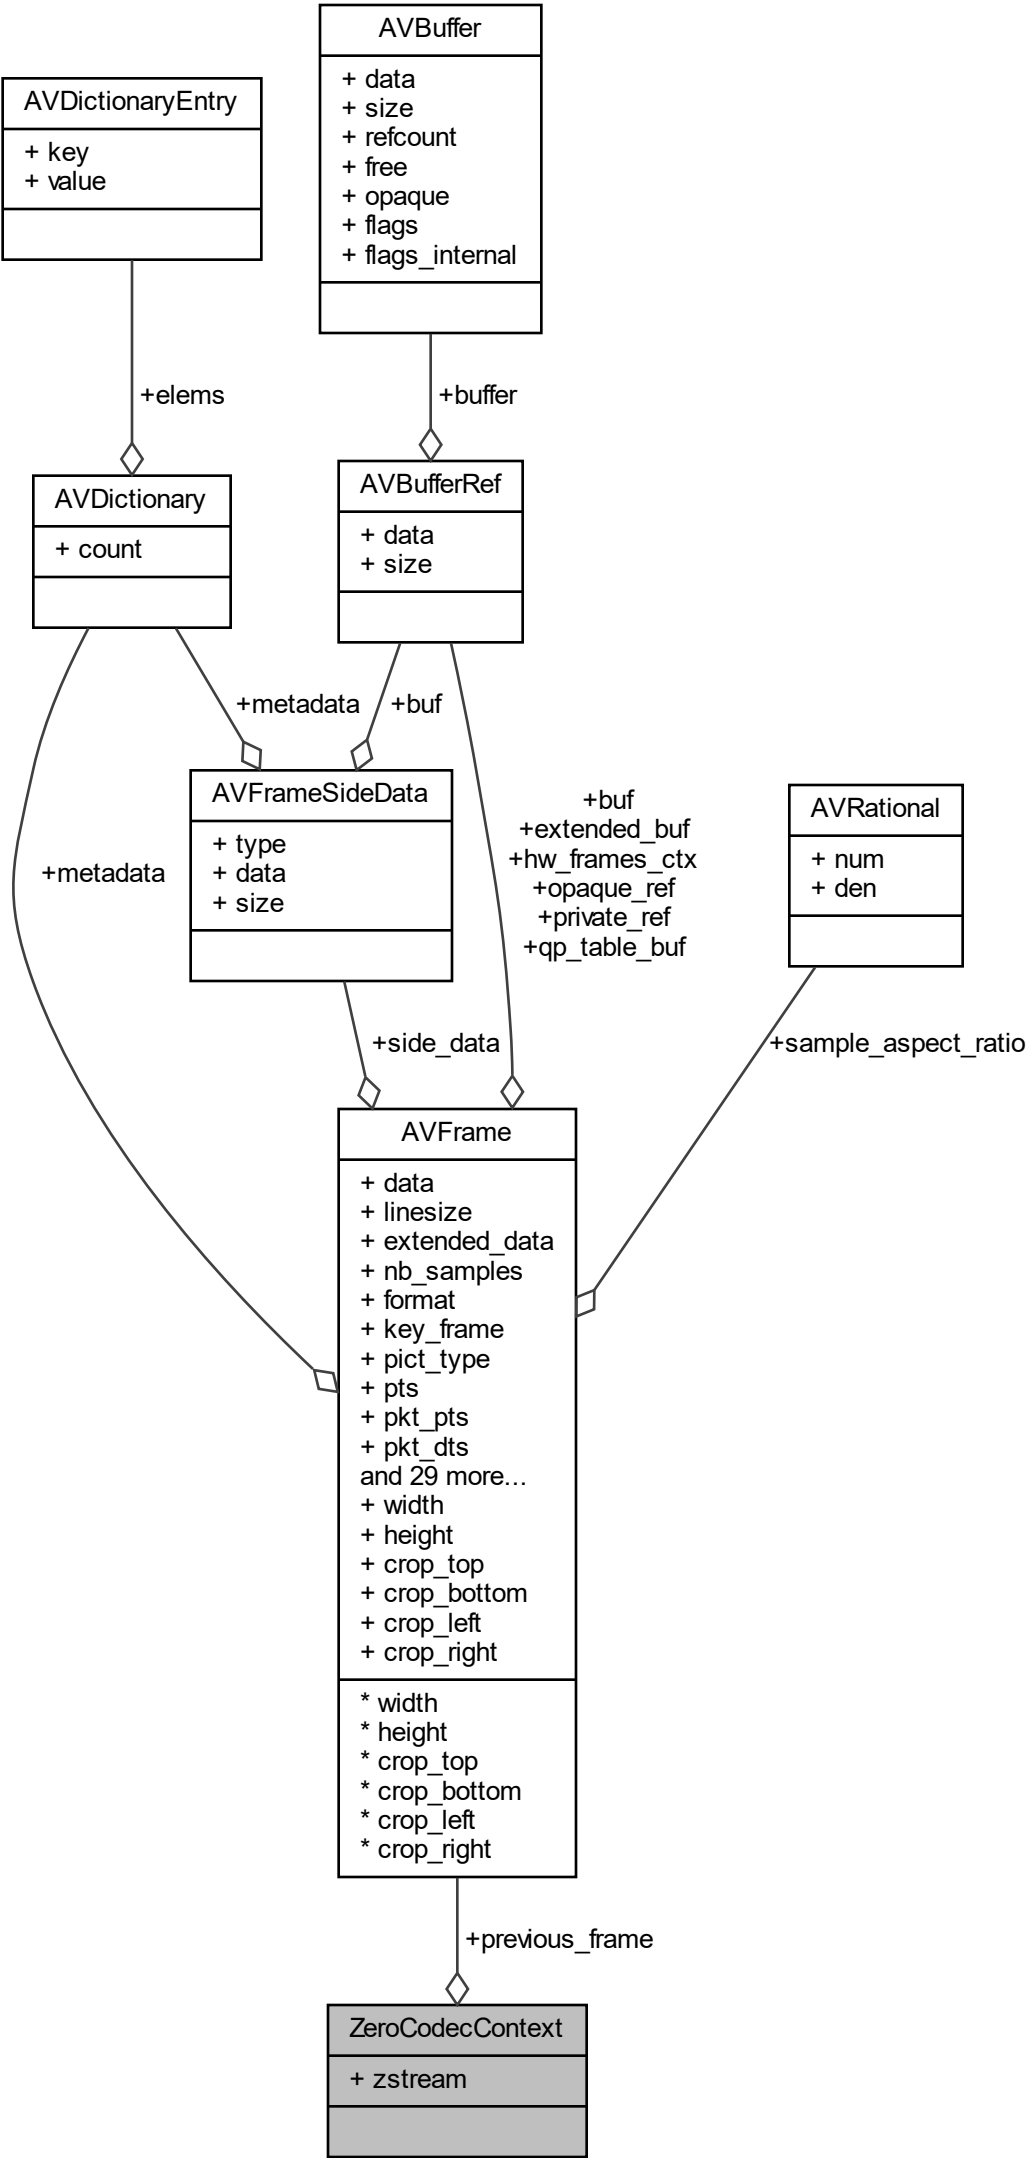 AVBuffer
+ data
+ size
+ refcount
+ free
+ opaque
+ flags
+ flags_internal
AVDictionaryEntry
+ key
+ value
+elems
+buffer
AVDictionary
+ count
AVBufferRef
+ data
+ size
+metadata
+buf
AVFrameSideData
+ type
+ data
+ size
+buf
+extended_buf
+hw_frames_ctx
+opaque_ref
+private_ref
+qp_table_buf
AVRational
+ num
+ den
+metadata
+side_data
+sample_aspect_ratio
AVFrame
+ data
+ linesize
+ extended_data
+ nb_samples
+ format
+ key_frame
+ pict_type
+ pts
+ pkt_pts
+ pkt_dts
and 29 more...
+ width
+ height
+ crop_top
+ crop_bottom
+ crop_left
+ crop_right
* width
* height
* crop_top
* crop_bottom
* crop_left
* crop_right
+previous_frame
ZeroCodecContext
+ zstream